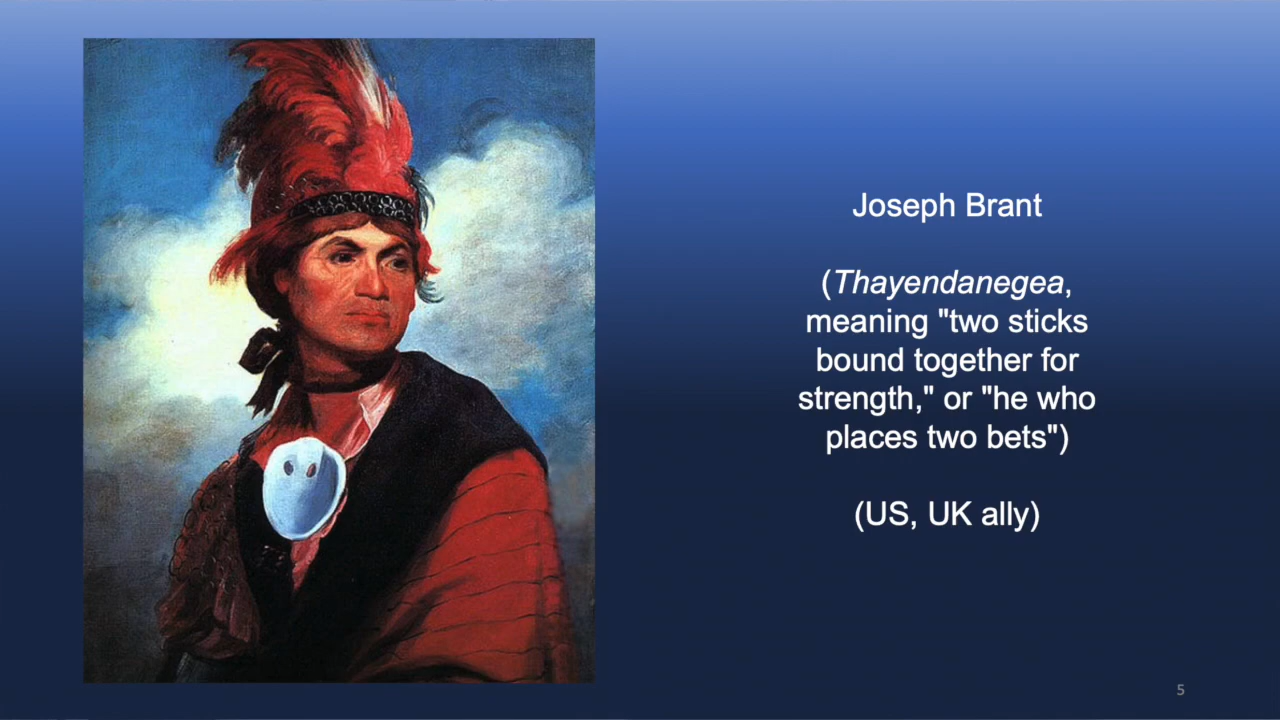 Joseph Brant
(Thayendanegea,
meaning "two sticks
bound together for
strength," or "he who
places two bets")
(US, UK ally)
5